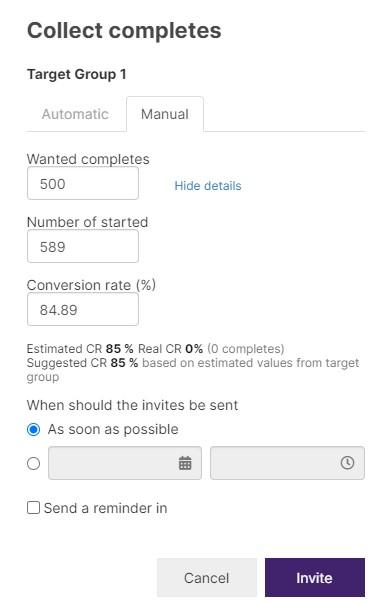 Collect completes
Target Group 1
Automatic
Manual
Wanted completes
500
Hide details
Number of started
589
Conversion rate (%)
84.89
Estimated CR 85 % Real CR 0% (0 completes)
Suggested CR 85 % based on estimated values from target
group
When should the invites be sent
As soon as possible
Send a reminder in
Cancel
Invite